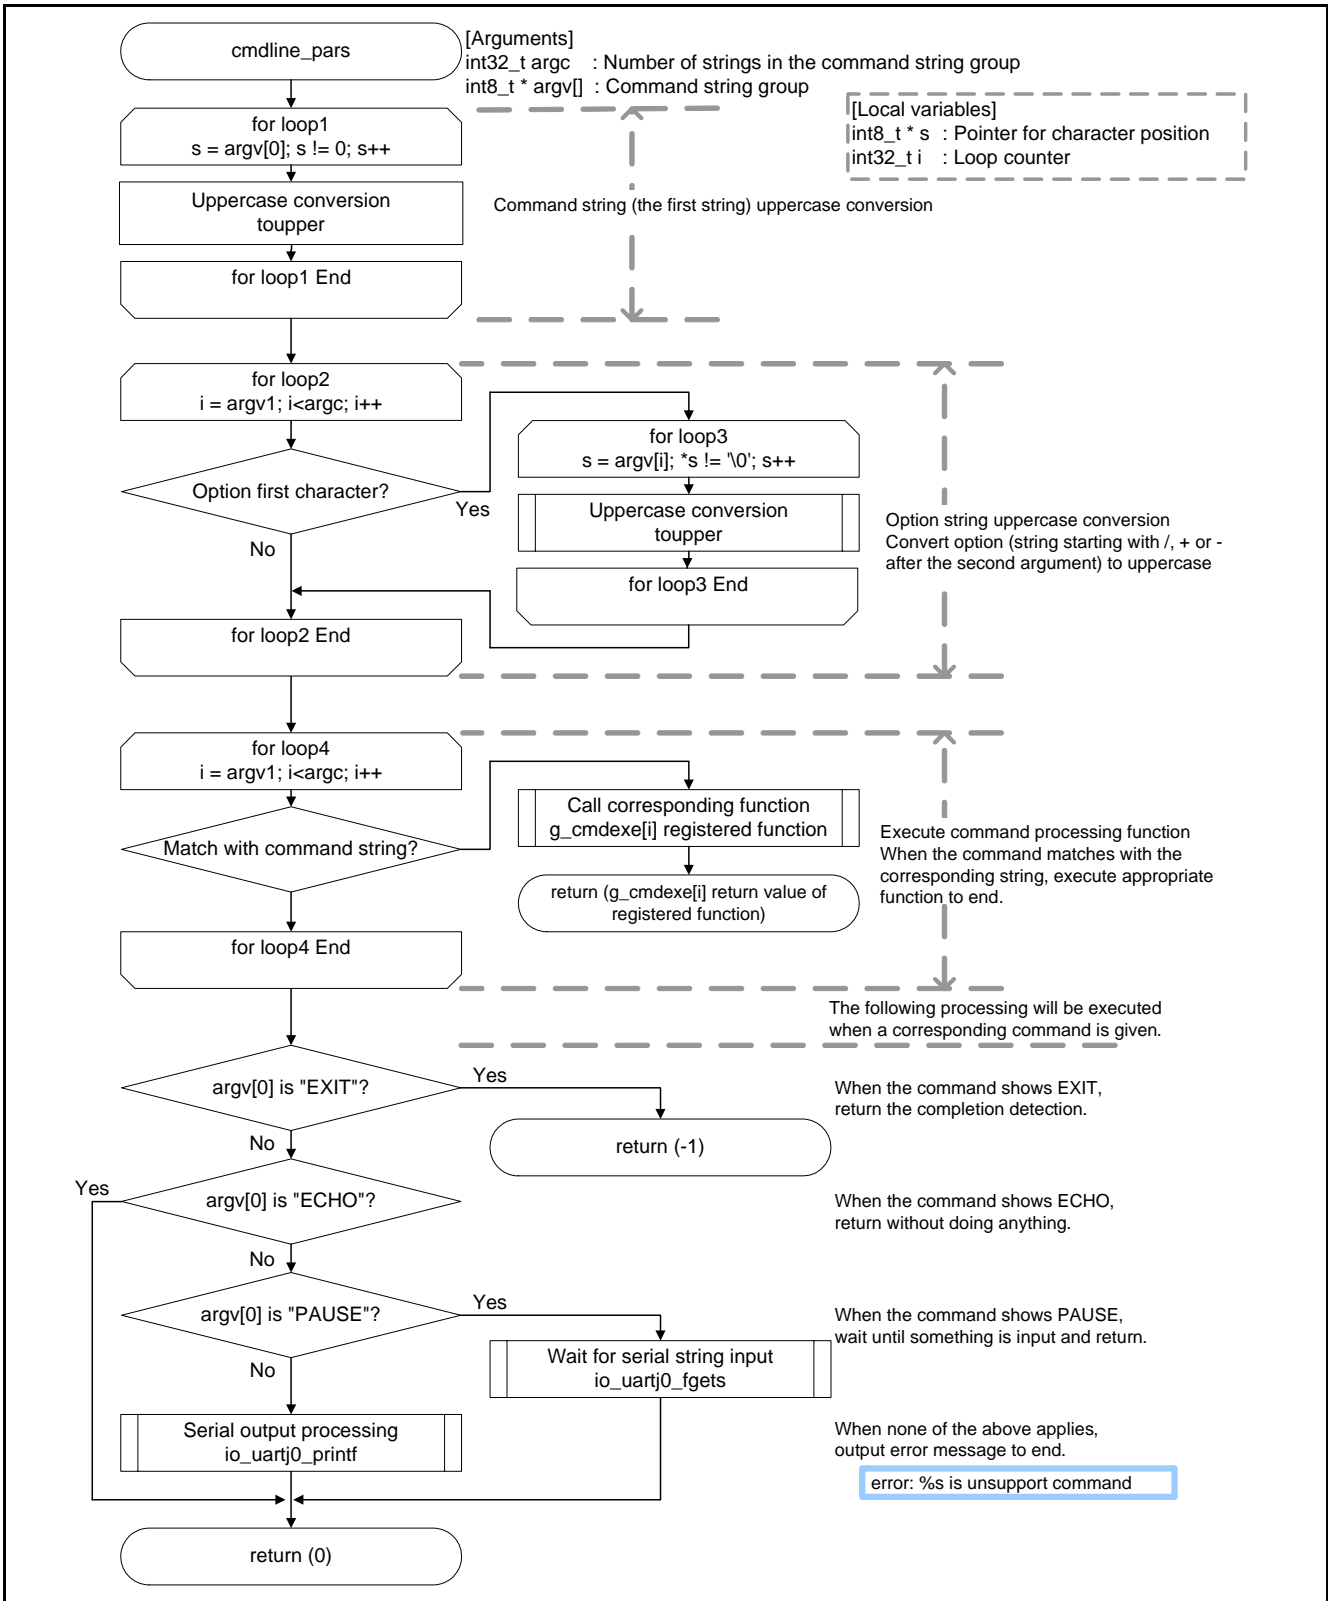 cmdline_pars
[Arguments]
int32_t argc : Number of strings in the command string group
int8_t * argv[] : Command string group
[Local variables]
int8_t * s : Pointer for character position
int32_t i : Loop counter
for loop1
s = argv[0]; s != 0; s++
Uppercase conversion
toupper
Command string (the first string) uppercase conversion
for loop1 End
for loop2
i = argv1; i<argc; i++
for loop3
s = argv[i]; *s != '\0'; s++
Option first character?
Yes
Uppercase conversion
toupper
No
for loop3 End
Option string uppercase conversion
Convert option (string starting with /, + or -
after the second argument) to uppercase
for loop2 End
for loop4
i = argv1; i<argc; i++
Match with command string?
Call corresponding function
g_cmdexe[i] registered function
return (g_cmdexe[i] return value of
registered function)
Execute command processing function
When the command matches with the
corresponding string, execute appropriate
function to end.
for loop4 End
The following processing will be executed
when a corresponding command is given.
argv[0] is "EXIT"?
Yes
When the command shows EXIT,
return the completion detection.
return (-1)
No
Yes
argv[0] is "ECHO"?
When the command shows ECHO,
return without doing anything.
No
argv[0] is "PAUSE"?
Yes
When the command shows PAUSE,
wait until something is input and return.
Wait for serial string input
io_uartj0_fgets
No
Serial output processing
io_uartj0_printf
When none of the above applies,
output error message to end.
error: %s is unsupport command
return (0)